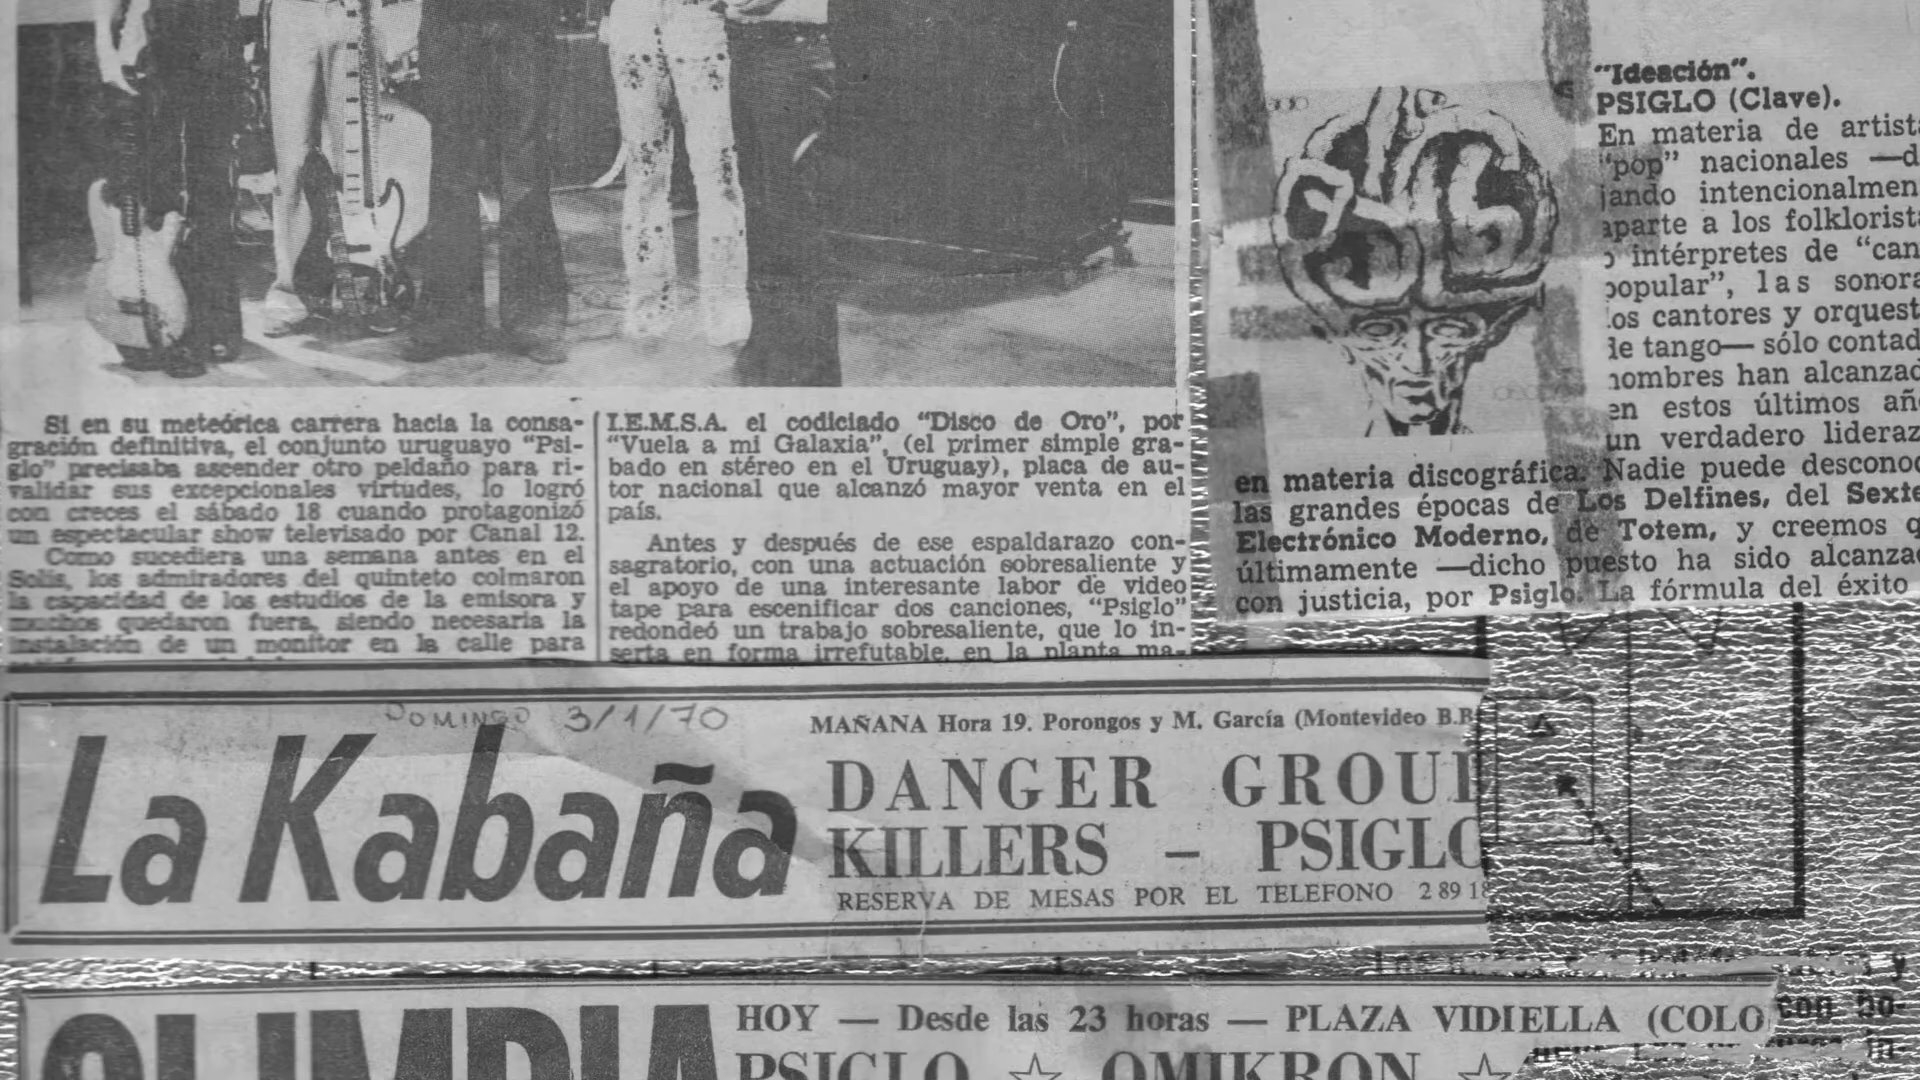 Si en su meteórica carrera hacia la consa-
gración definitiva, el conjunto uruguayo “Psi-
glo” precisaba ascender otro peldaño para ri-
validar sus excepcionales virtudes, lo logró
con creces el sábado 18 cuando protagonizó
un espectacular show televisado por Canal 12.
Como sucediera una semana antes en el
Solís, los admiradores del quinteto colmaron
la capacidad de los estudios de la emisora y
muchos quedaron fuera, siendo necesaria la
instalación de un monitor en la calle para
I.E.M.S.A. el codiciado “Disco de Oro”, por
“Vuela a mi Galaxia”, (el primer simple gra-
bado en stéreo en el Uruguay), placa de au-
tor nacional que alcanzó mayor venta en el
país.
Antes y después de ese espaldarazo con-
sagratorio, con una actuación sobresaliente y
el apoyo de una interesante labor de video
tape para escenificar dos canciones, “Psiglo”
redondeó un trabajo sobresaliente, que lo in-
serta en forma irrefutable, en la planta ma-
“Ideación”.
PSIGLO (Clave).
En materia de artista
“pop” nacionales —d
jando intencionalmen
aparte a los folklorista
o intérpretes de “can
popular”, las sonora
los cantores y orquest
de tango— sólo contad
nombres han alcanzad
en estos últimos añ
un verdadero lideraz
en materia discográfica. Nadie puede desconoc
las grandes épocas de Los Delfines, del Sexte
Electrónico Moderno, de Totem, y creemos q
últimamente —dicho puesto ha sido alcanzad
con justicia, por Psiglo. La fórmula del éxito
DOMINGO 3/1/70
La Kabaña
MAÑANA Hora 19. Porongos y M. García (Montevideo B.B
DANGER GROUP
KILLERS – PSIGLO
RESERVA DE MESAS POR EL TELEFONO 2 89 18
OLIMPIA
HOY — Desde las 23 horas — PLAZA VIDIELLA (COLO
PSIGLO ☆ OMIKRON ☆
con bo-